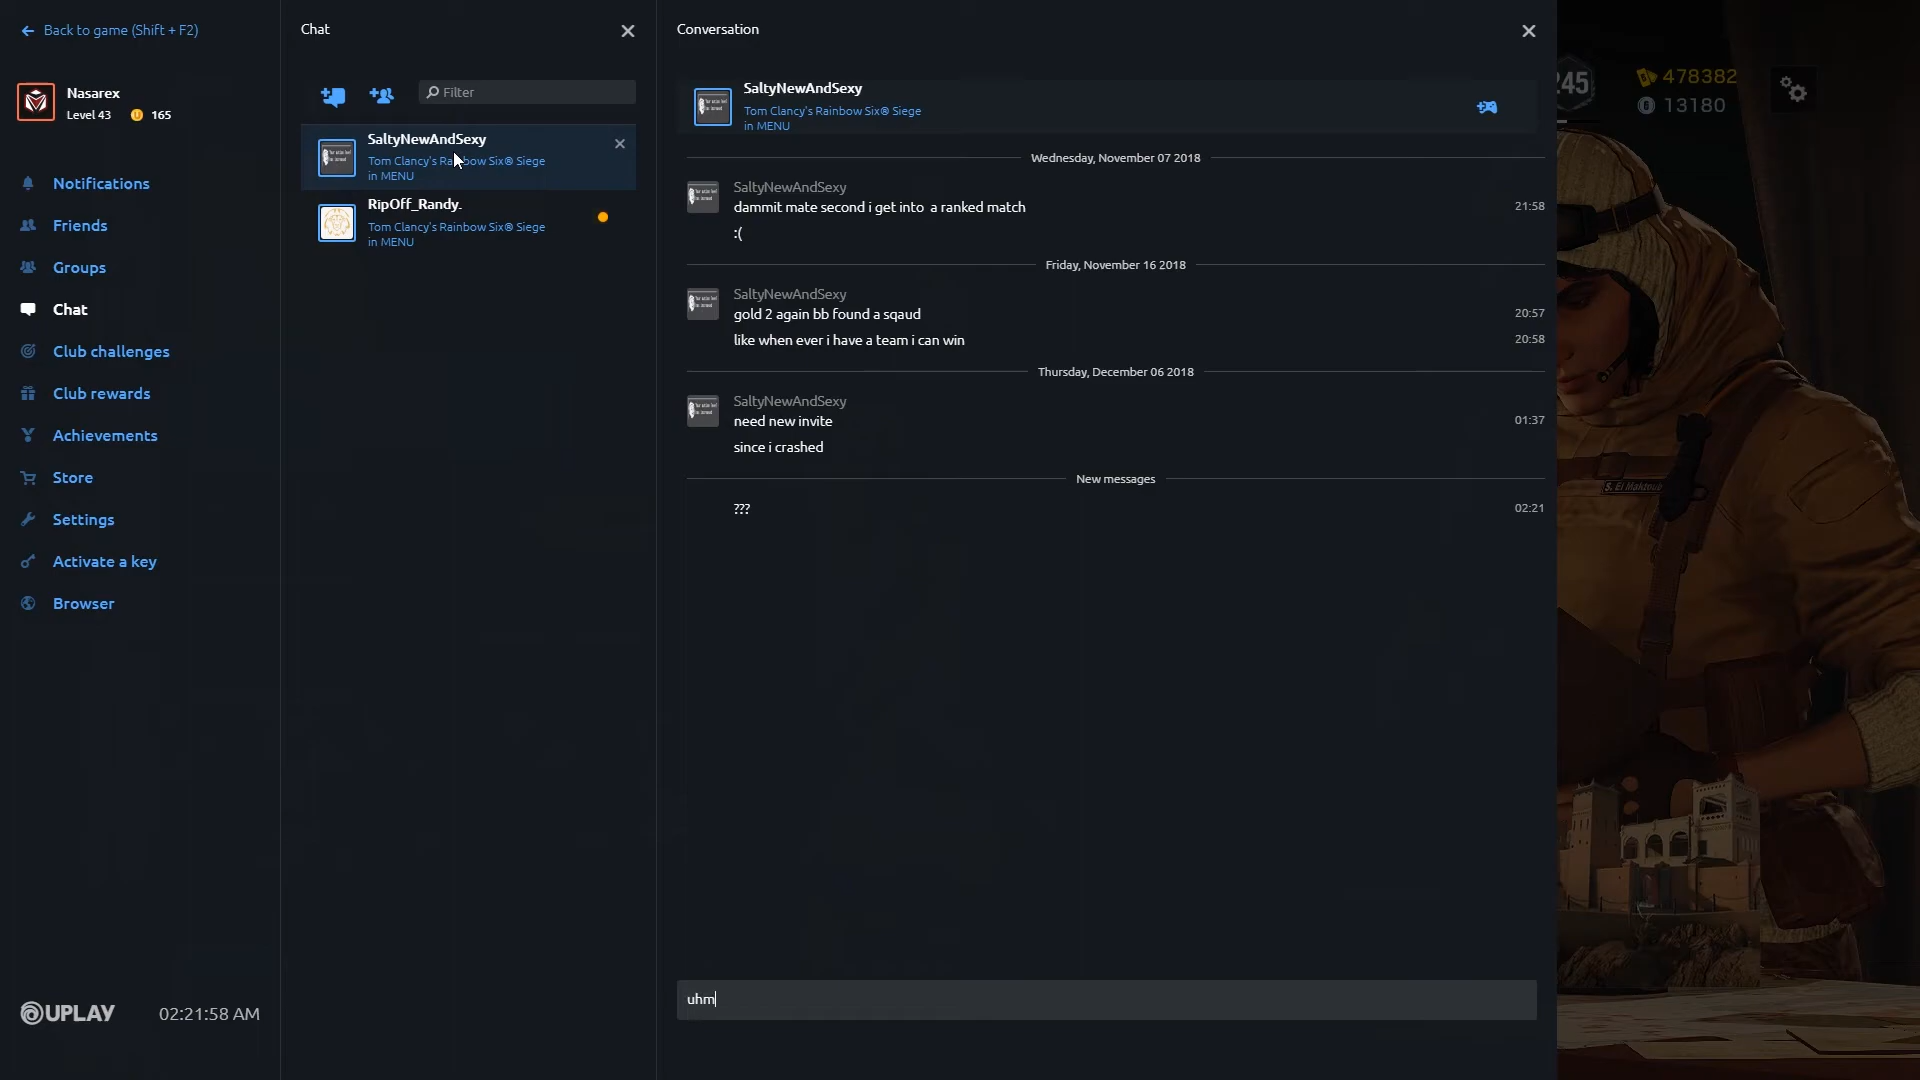 Back to game (Shift + F2)
Nasarex
Level 43
165
Notifications
Friends
Groups
Chat
Club challenges
Club rewards
Achievements
Store
Settings
Activate a key
Browser
UPLAY
02:21:58 AM
Chat
Filter
SaltyNewAndSexy
Tom Clancy's Rainbow Six® Siege
in MENU
RipOff_Randy.
Tom Clancy's Rainbow Six® Siege
in MENU
Conversation
SaltyNewAndSexy
Tom Clancy's Rainbow Six® Siege
in MENU
Wednesday, November 07 2018
SaltyNewAndSexy
dammit mate second i get into  a ranked match
21:58
:(
Friday, November 16 2018
SaltyNewAndSexy
gold 2 again bb found a sqaud
20:57
like when ever i have a team i can win
20:58
Thursday, December 06 2018
SaltyNewAndSexy
need new invite
01:37
since i crashed
New messages
???
02:21
uhm
245
478382
13180
S. El Maktoub